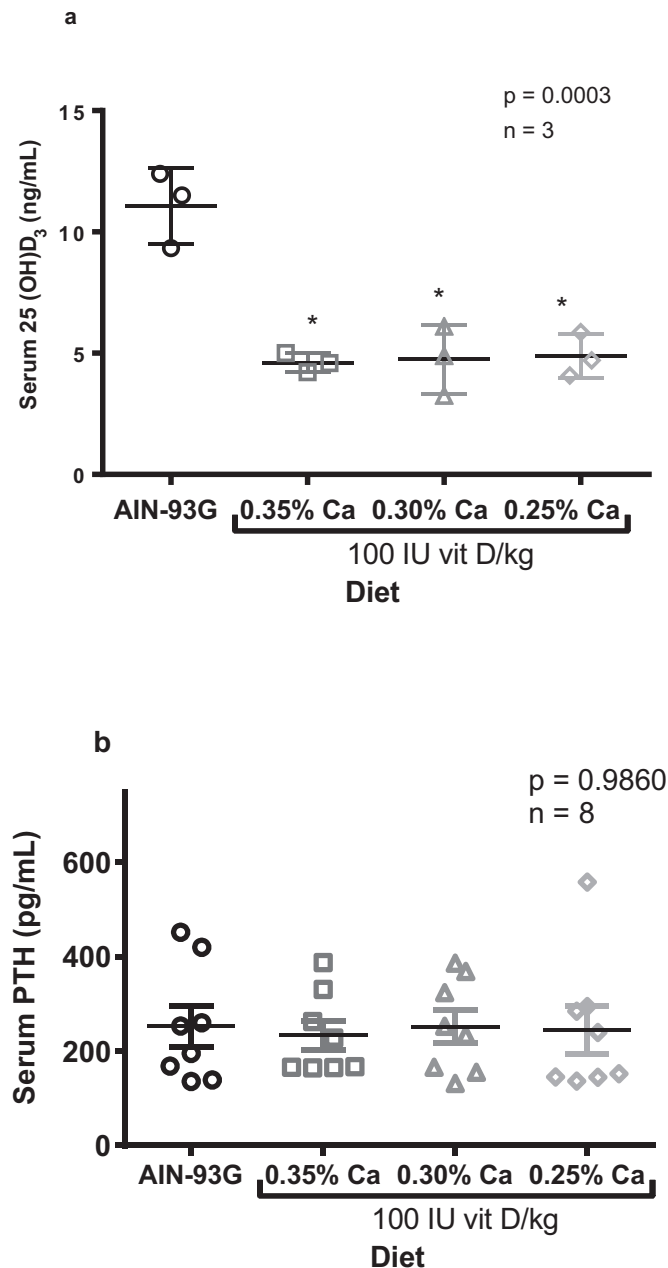 a
p = 0.0003
n = 3
Serum 25 (OH)D3 (ng/mL)
15
10
5
0
*
*
*
AIN-93G 0.35% Ca 0.30% Ca 0.25% Ca
100 IU vit D/kg
Diet
b
p = 0.9860
n = 8
Serum PTH (pg/mL)
600
400
200
0
AIN-93G 0.35% Ca 0.30% Ca 0.25% Ca
100 IU vit D/kg
Diet